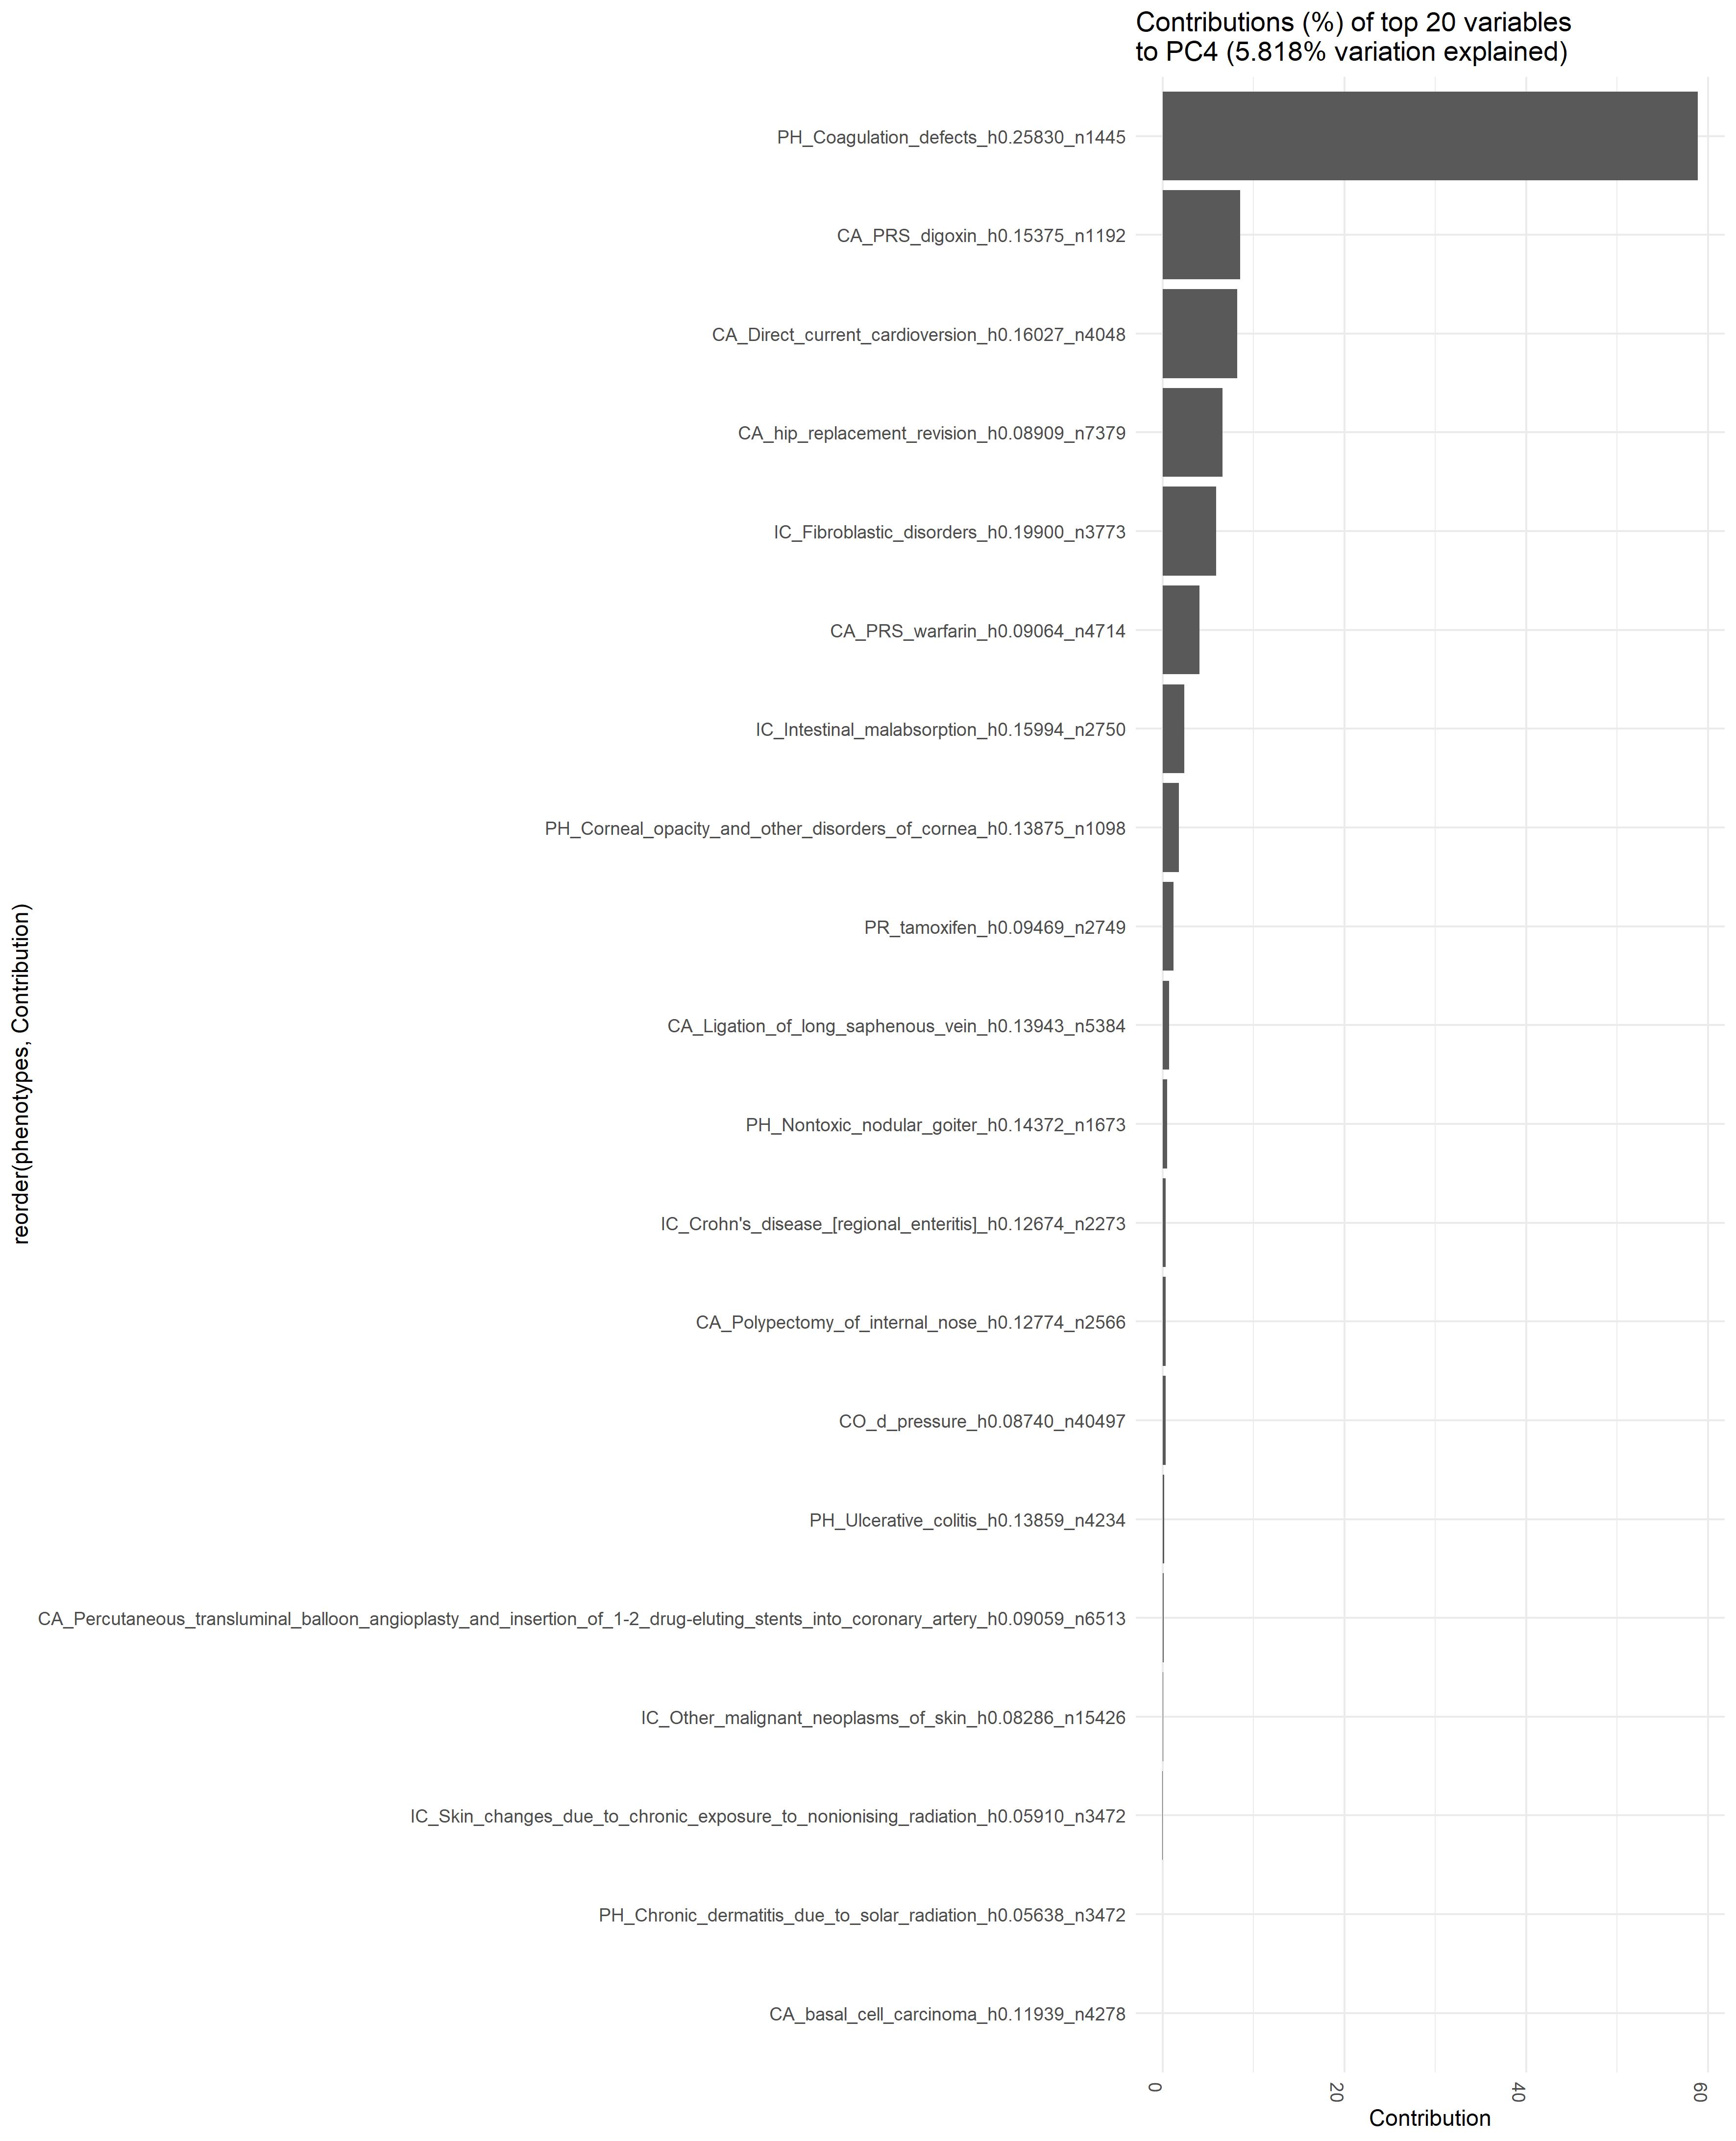 Contributions (%) of top 20 variables
to PC4 (5.818% variation explained)
PH_Coagulation_defects_h0.25830_n1445
CA_PRS_digoxin_h0.15375_n1192
CA_Direct_current_cardioversion_h0.16027_n4048
CA_hip_replacement_revision_h0.08909_n7379
IC_Fibroblastic_disorders_h0.19900_n3773
CA_PRS_warfarin_h0.09064_n4714
IC_Intestinal_malabsorption_h0.15994_n2750
PH_Corneal_opacity_and_other_disorders_of_cornea_h0.13875_n1098
PR_tamoxifen_h0.09469_n2749
CA_Ligation_of_long_saphenous_vein_h0.13943_n5384
PH_Nontoxic_nodular_goiter_h0.14372_n1673
IC_Crohn's_disease_[regional_enteritis]_h0.12674_n2273
CA_Polypectomy_of_internal_nose_h0.12774_n2566
CO_d_pressure_h0.08740_n40497
PH_Ulcerative_colitis_h0.13859_n4234
CA_Percutaneous_transluminal_balloon_angioplasty_and_insertion_of_1-2_drug-eluting_stents_into_coronary_artery_h0.09059_n6513
IC_Other_malignant_neoplasms_of_skin_h0.08286_n15426
IC_Skin_changes_due_to_chronic_exposure_to_nonionising_radiation_h0.05910_n3472
PH_Chronic_dermatitis_due_to_solar_radiation_h0.05638_n3472
CA_basal_cell_carcinoma_h0.11939_n4278
reorder(phenotypes, Contribution)
0
20
40
60
Contribution